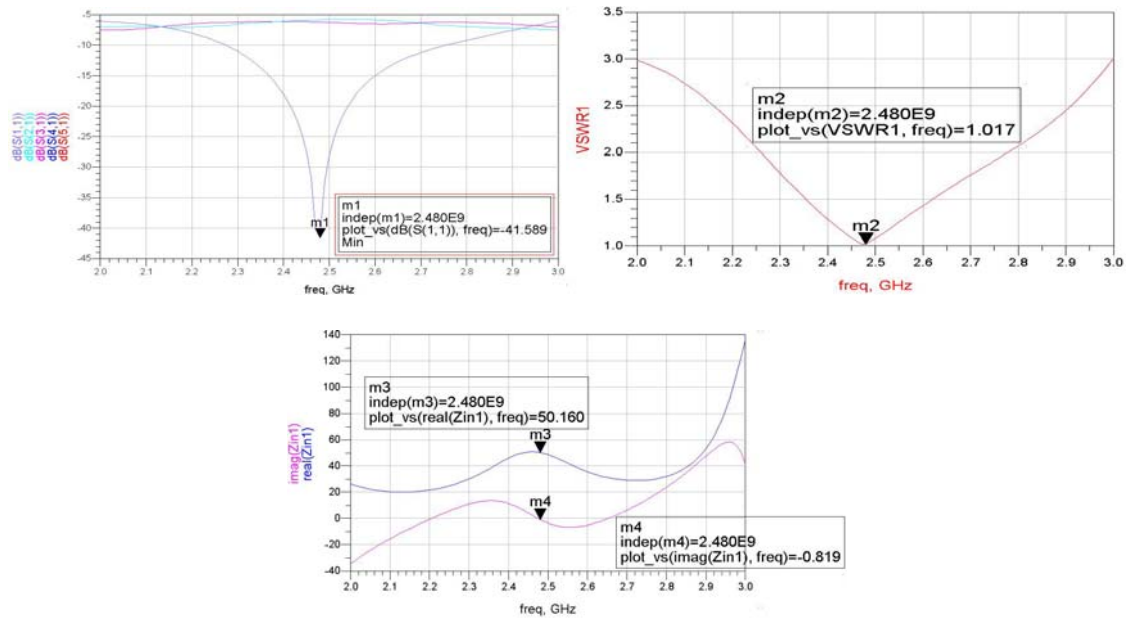 -5
-10
-15
-20
-25
-30
-35
-40
-45
dB(S(1,1))
dB(S(2,1))
dB(S(3,1))
dB(S(4,1))
dB(S(5,1))
m1
m1
indep(m1)=2.480E9
plot_vs(dB(S(1,1)), freq)=-41.589
Min
2.0 2.1 2.2 2.3 2.4 2.5 2.6 2.7 2.8 2.9 3.0
freq, GHz
3.5
3.0
2.5
2.0
1.5
1.0
VSWR1
m2
indep(m2)=2.480E9
plot_vs(VSWR1, freq)=1.017
m2
2.0 2.1 2.2 2.3 2.4 2.5 2.6 2.7 2.8 2.9 3.0
freq, GHz
140
120
100
80
60
40
20
0
-20
-40
imag(Zin1)
real(Zin1)
m3
indep(m3)=2.480E9
plot_vs(real(Zin1), freq)=50.160
m3
m4
m4
indep(m4)=2.480E9
plot_vs(imag(Zin1), freq)=-0.819
2.0 2.1 2.2 2.3 2.4 2.5 2.6 2.7 2.8 2.9 3.0
freq, GHz